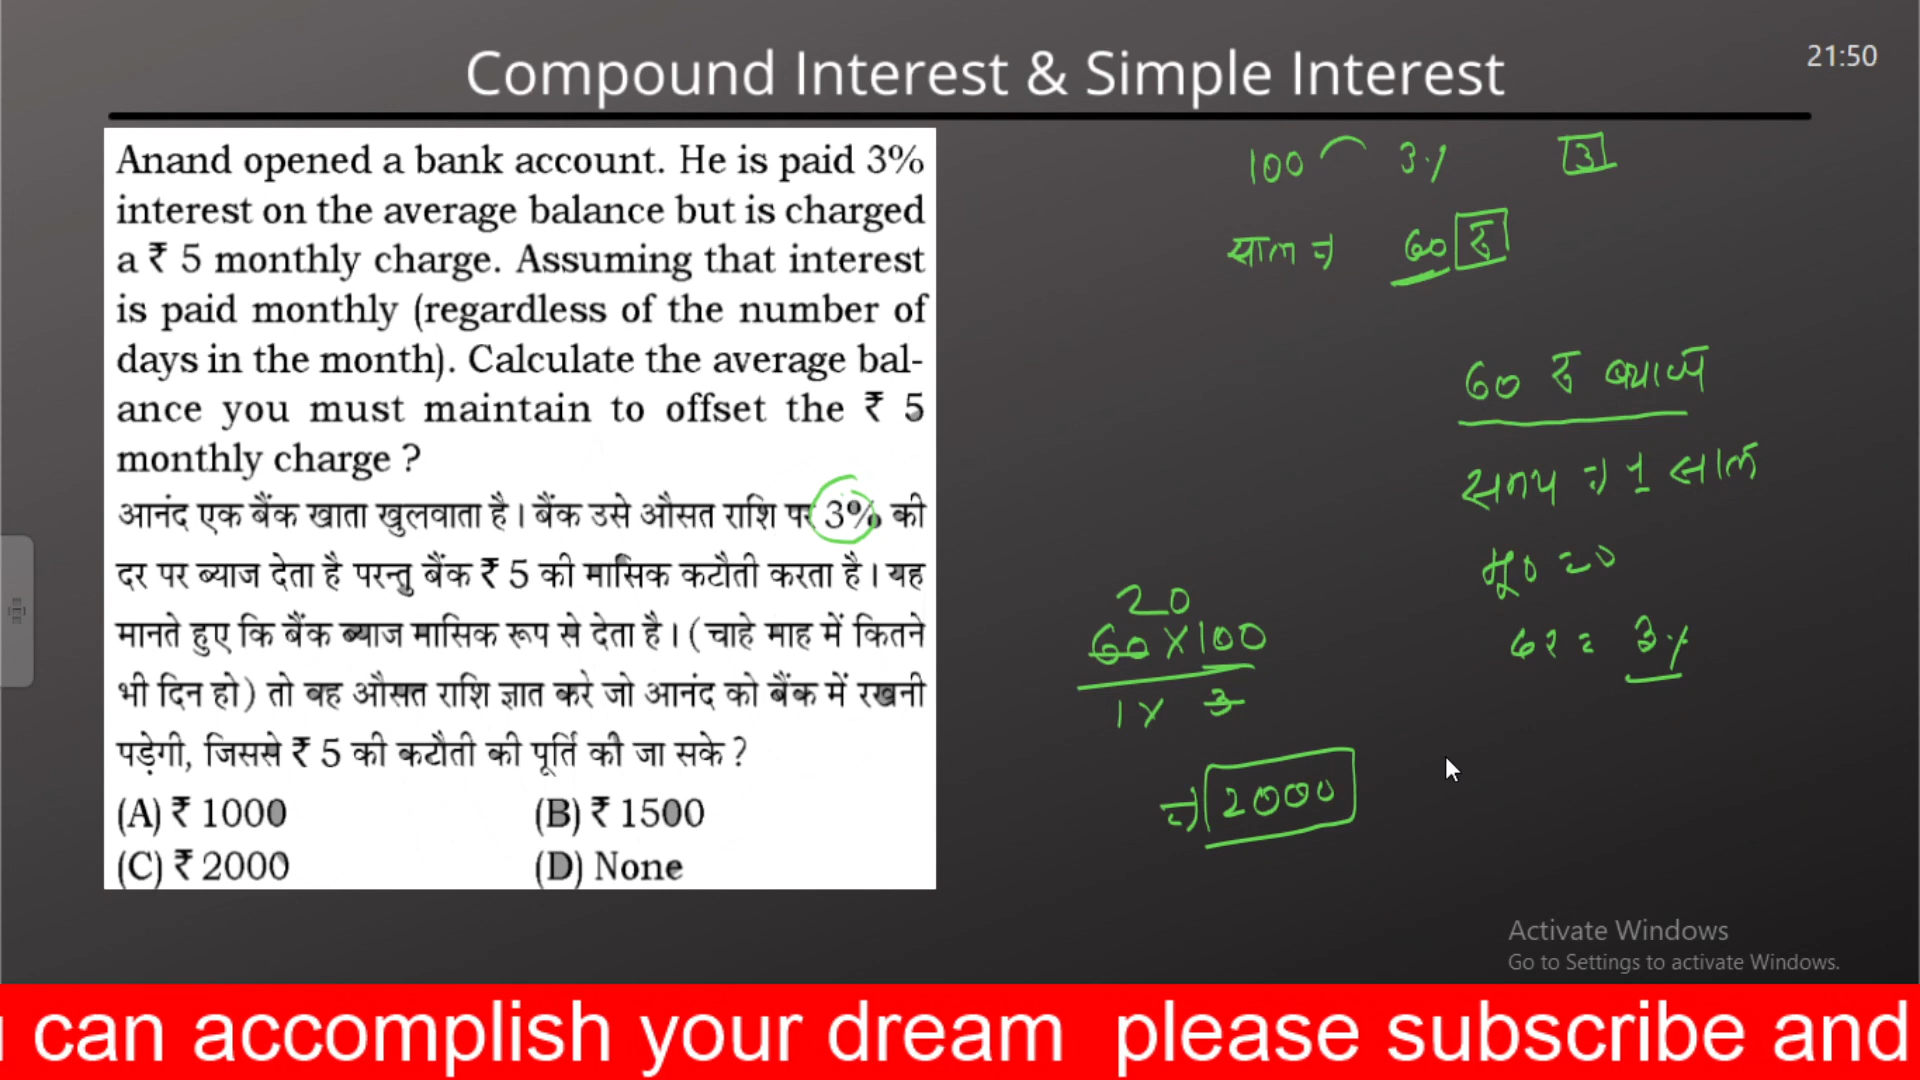 Compound Interest & Simple Interest
21:50
Anand opened a bank account. He is paid 3%
interest on the average balance but is charged
a ₹ 5 monthly charge. Assuming that interest
is paid monthly (regardless of the number of
days in the month). Calculate the average bal-
ance you must maintain to offset the ₹ 5
monthly charge ?
आनंद एक बैंक खाता खुलवाता है। बैंक उसे औसत राशि पर 3% की
दर पर ब्याज देता है परन्तु बैंक ₹ 5 की मासिक कटौती करता है। यह
मानते हुए कि बैंक ब्याज मासिक रूप से देता है। (चाहे माह में कितने
भी दिन हो) तो वह औसत राशि ज्ञात करे जो आनंद को बैंक में रखनी
पड़ेगी, जिससे ₹ 5 की कटौती की पूर्ति की जा सके ?
(A) ₹ 1000 (B) ₹ 1500
(C) ₹ 2000 (D) None
100 3% 3
साल ⇒ 60 रु
60 रु ब्याज
समय ⇒ 1 साल
मू0 = 0
दर = 3%
20
60 X 100
1 X 3
⇒ 2000
Activate Windows
Go to Settings to activate Windows.
can accomplish your dream please subscribe and